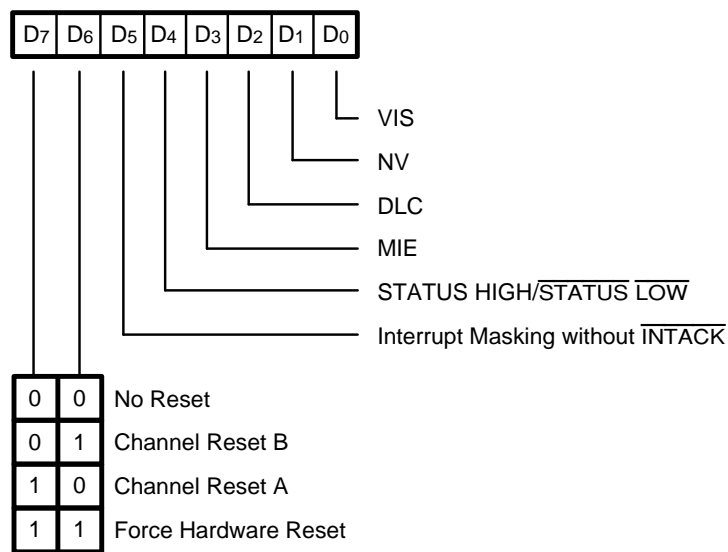 D7 D6 D5 D4 D3 D2 D1 D0
VIS
NV
DLC
MIE
STATUS HIGH/STATUS LOW
Interrupt Masking without INTACK
0 0 No Reset
0 1 Channel Reset B
1 0 Channel Reset A
1 1 Force Hardware Reset